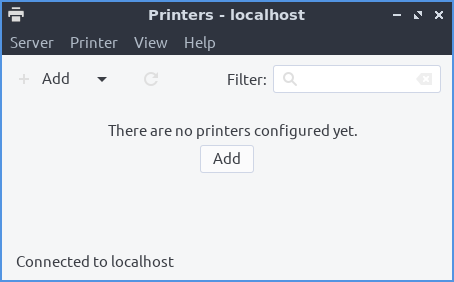 Printers - localhost
Server Printer View Help
Add Filter:
There are no printers configured yet.
Add
Connected to localhost